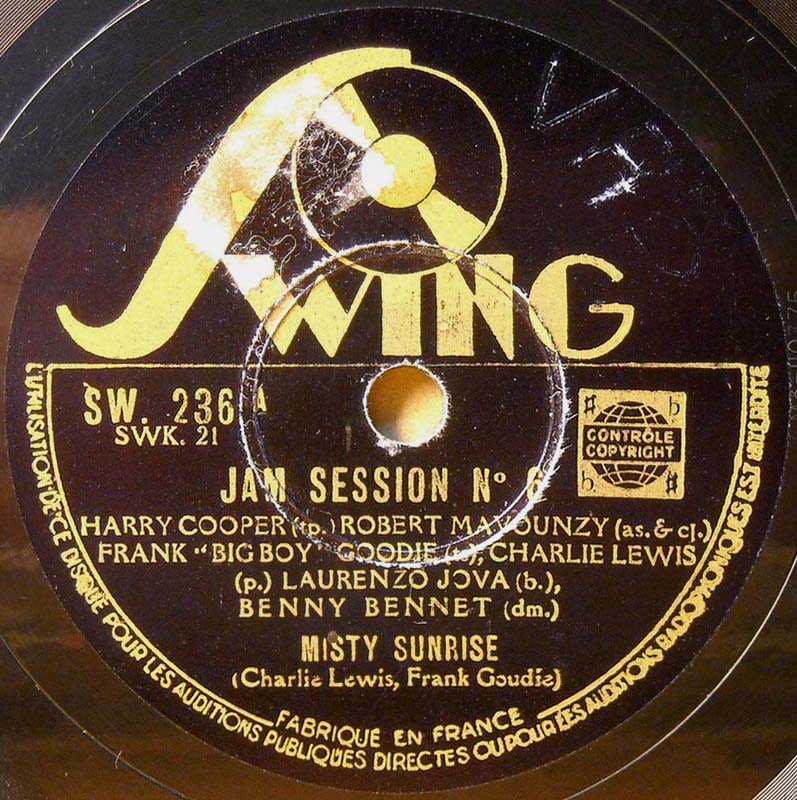 SWING
SW. 236 A
SWK. 21
CONTRÔLE
COPYRIGHT
JAM SESSION Nº 6
HARRY COOPER (tp.) ROBERT MAVOUNZY (as. & cl.)
FRANK "BIG BOY" GOODIE (t.), CHARLIE LEWIS
(p.) LAURENZO JOVA (b.),
BENNY BENNET (dm.)
MISTY SUNRISE
(Charlie Lewis, Frank Goudie)
FABRIQUÉ EN FRANCE
L'UTILISATION DE CE DISQUE POUR LES AUDITIONS PUBLIQUES DIRECTES OU POUR LES AUDITIONS RADIOPHONIQUES EST INTERDITE